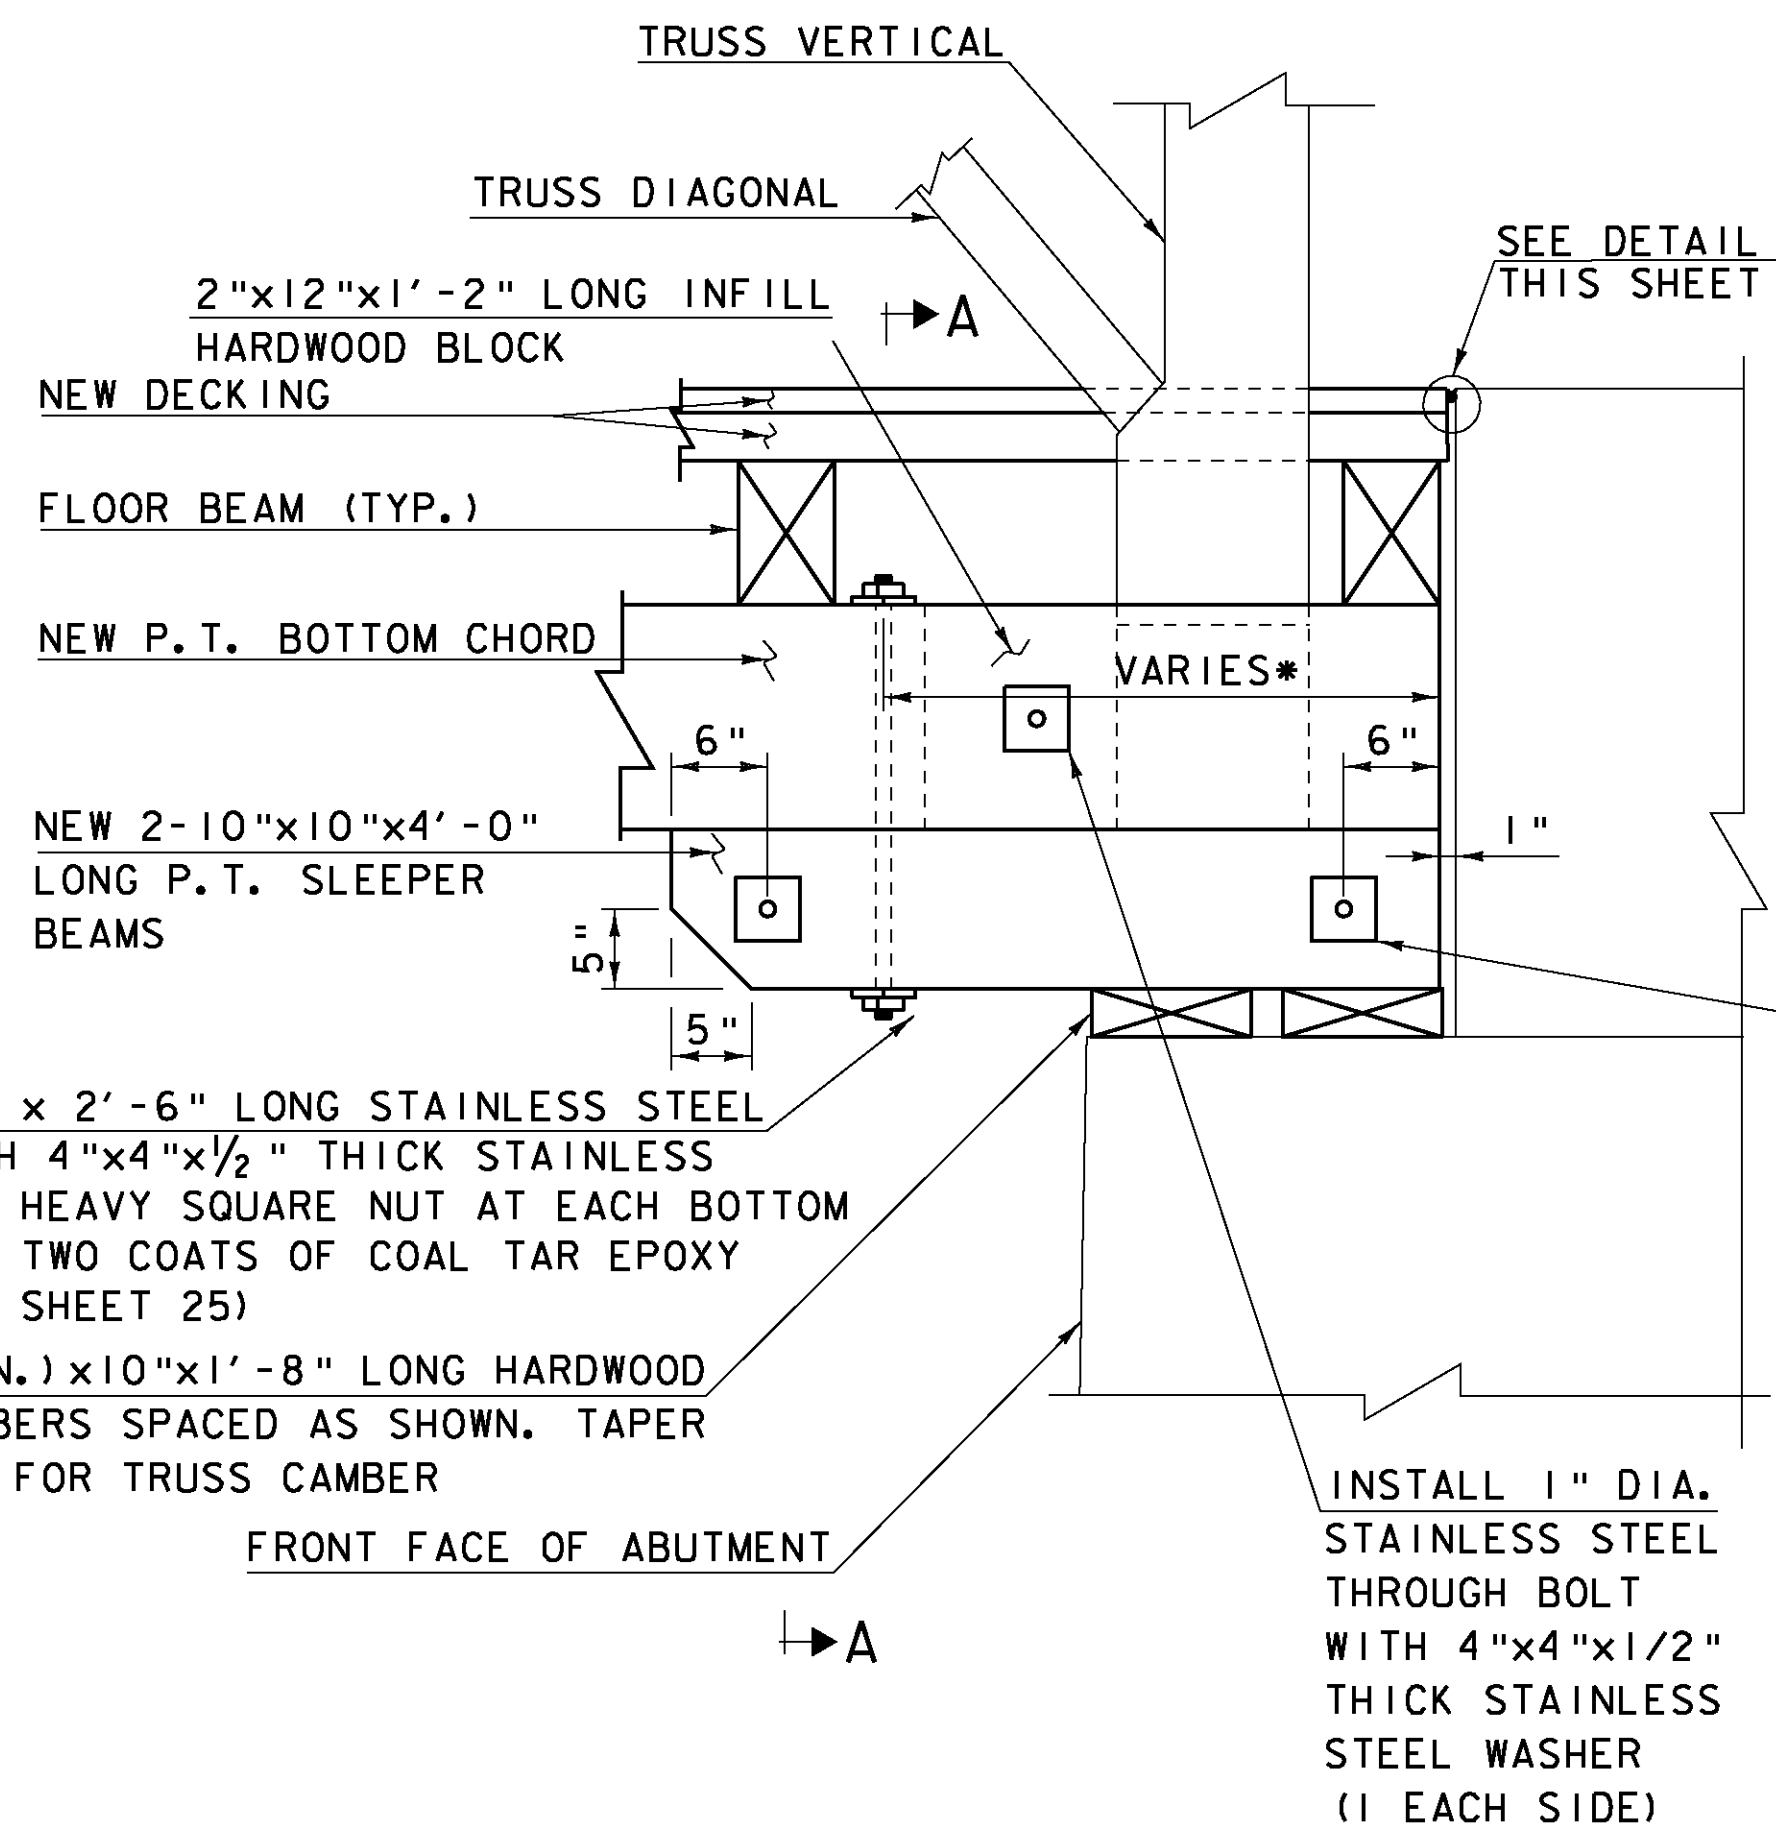 TRUSS VERTICAL
TRUSS DIAGONAL
SEE DETAIL
THIS SHEET
2"x12"x1'-2" LONG INFILL
HARDWOOD BLOCK
A
NEW DECKING
FLOOR BEAM (TYP.)
NEW P.T. BOTTOM CHORD
VARIES*
6"
6"
NEW 2-10"x10"x4'-0"
LONG P.T. SLEEPER
BEAMS
1"
5"
5"
x 2'-6" LONG STAINLESS STEEL
H 4"x4"x1/2" THICK STAINLESS
HEAVY SQUARE NUT AT EACH BOTTOM
TWO COATS OF COAL TAR EPOXY
SHEET 25)
N.)x10"x1'-8" LONG HARDWOOD
BERS SPACED AS SHOWN. TAPER
FOR TRUSS CAMBER
FRONT FACE OF ABUTMENT
A
INSTALL 1" DIA.
STAINLESS STEEL
THROUGH BOLT
WITH 4"x4"x1/2"
THICK STAINLESS
STEEL WASHER
(1 EACH SIDE)